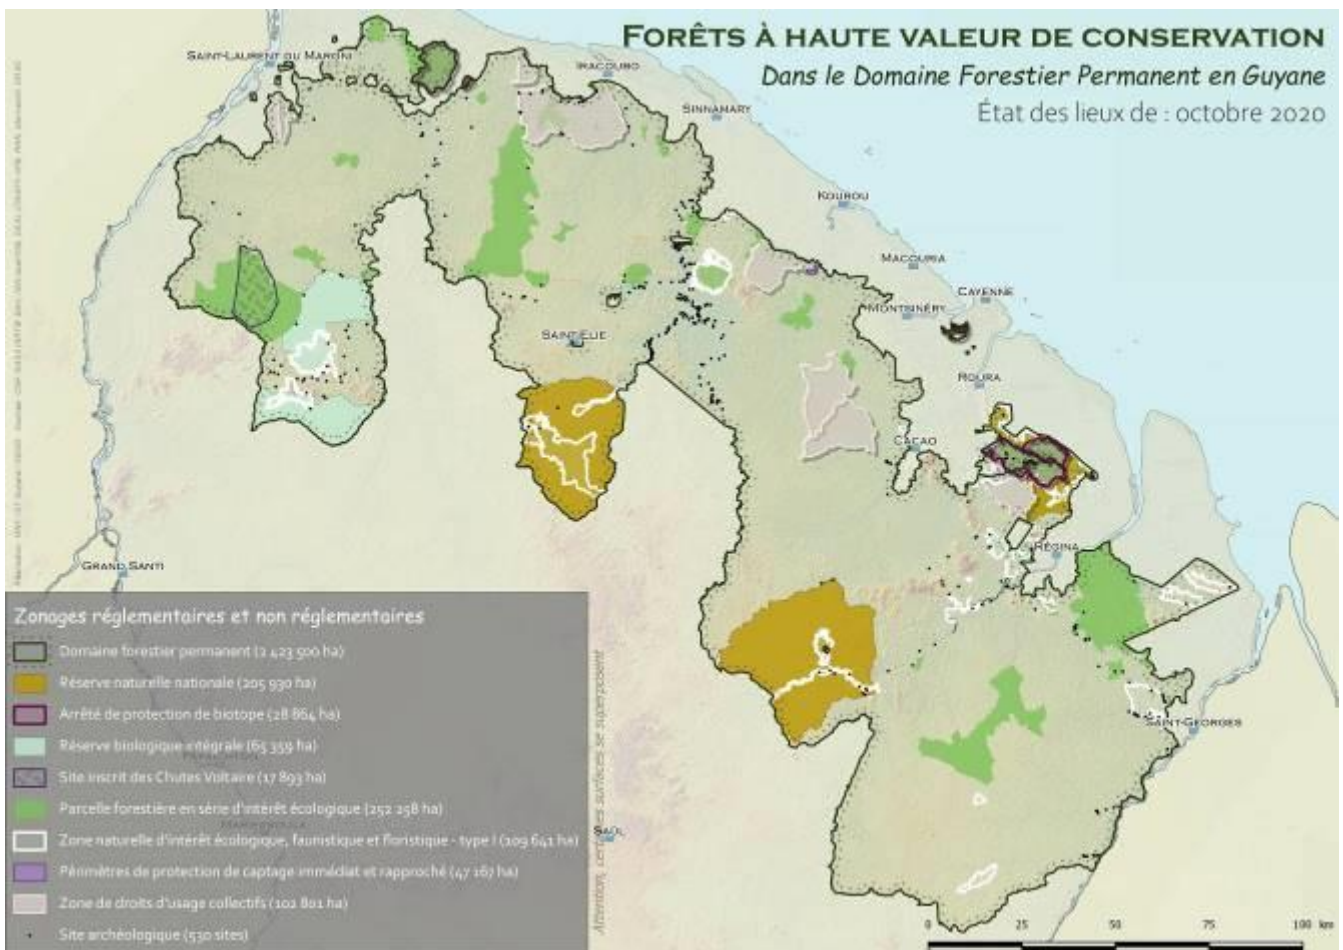 FORÊTS À HAUTE VALEUR DE CONSERVATION
Dans le Domaine Forestier Permanent en Guyane
État des lieux de : octobre 2020
SAINT-LAURENT DU MARONI
IRACOUBO
SINNAMARY
KOUROU
MACOURIA
CAYENNE
MONTSINÉRY
SAINT-ELIE
ROURA
CACAO
RÉGINA
GRAND SANTI
SAINT-GEORGES
SAÜL
Zonages réglementaires et non réglementaires
Domaine forestier permanent (2 423 500 ha)
Réserve naturelle nationale (205 930 ha)
Arrêté de protection de biotope (28 864 ha)
Réserve biologique intégrale (65 359 ha)
Site inscrit des Chutes Voltaire (17 893 ha)
Parcelle forestière en série d'intérêt écologique (252 258 ha)
Zone naturelle d'intérêt écologique, faunistique et floristique - type I (109 641 ha)
Périmètres de protection de captage immédiat et rapproché (47 167 ha)
Zone de droits d'usage collectifs (102 801 ha)
Site archéologique (530 sites)
Attention, certaines surfaces se superposent
0 25 50 75 100 km